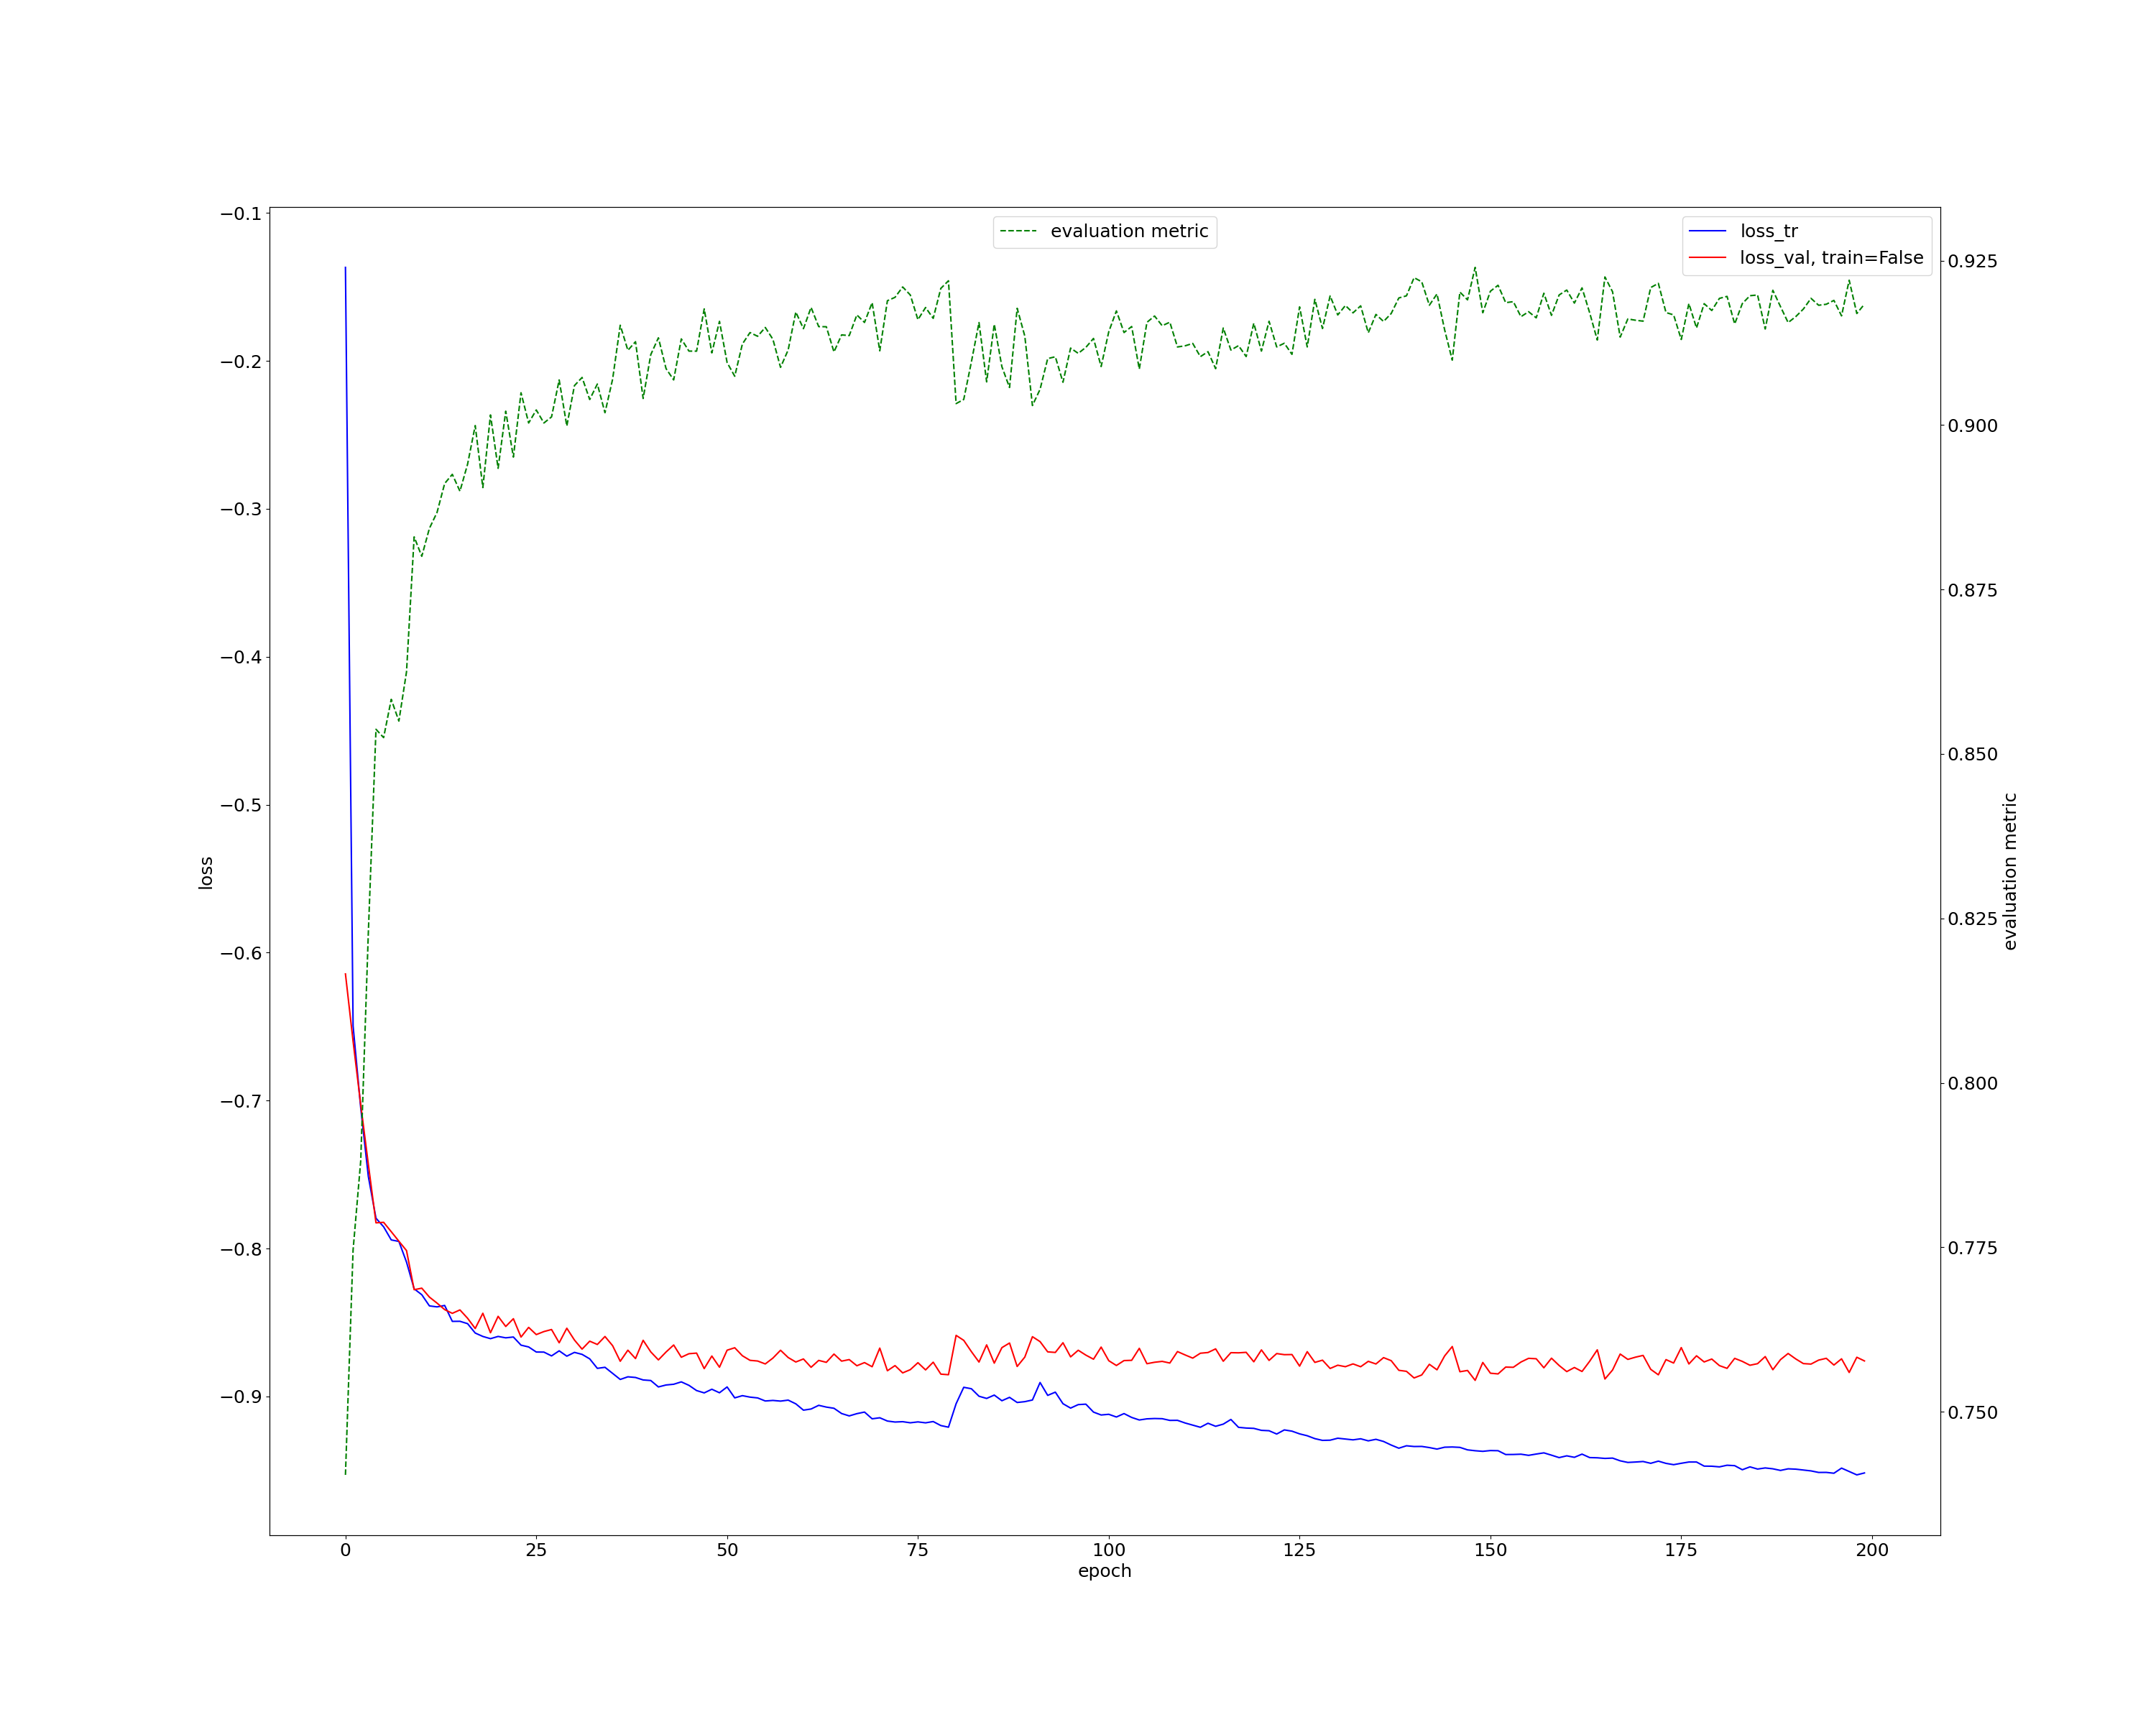 evaluation metric
loss_tr
loss_val, train=False
−0.1
−0.2
−0.3
−0.4
−0.5
−0.6
−0.7
−0.8
−0.9
loss
0.925
0.900
0.875
0.850
0.825
0.800
0.775
0.750
evaluation metric
0 25 50 75 100 125 150 175 200
epoch